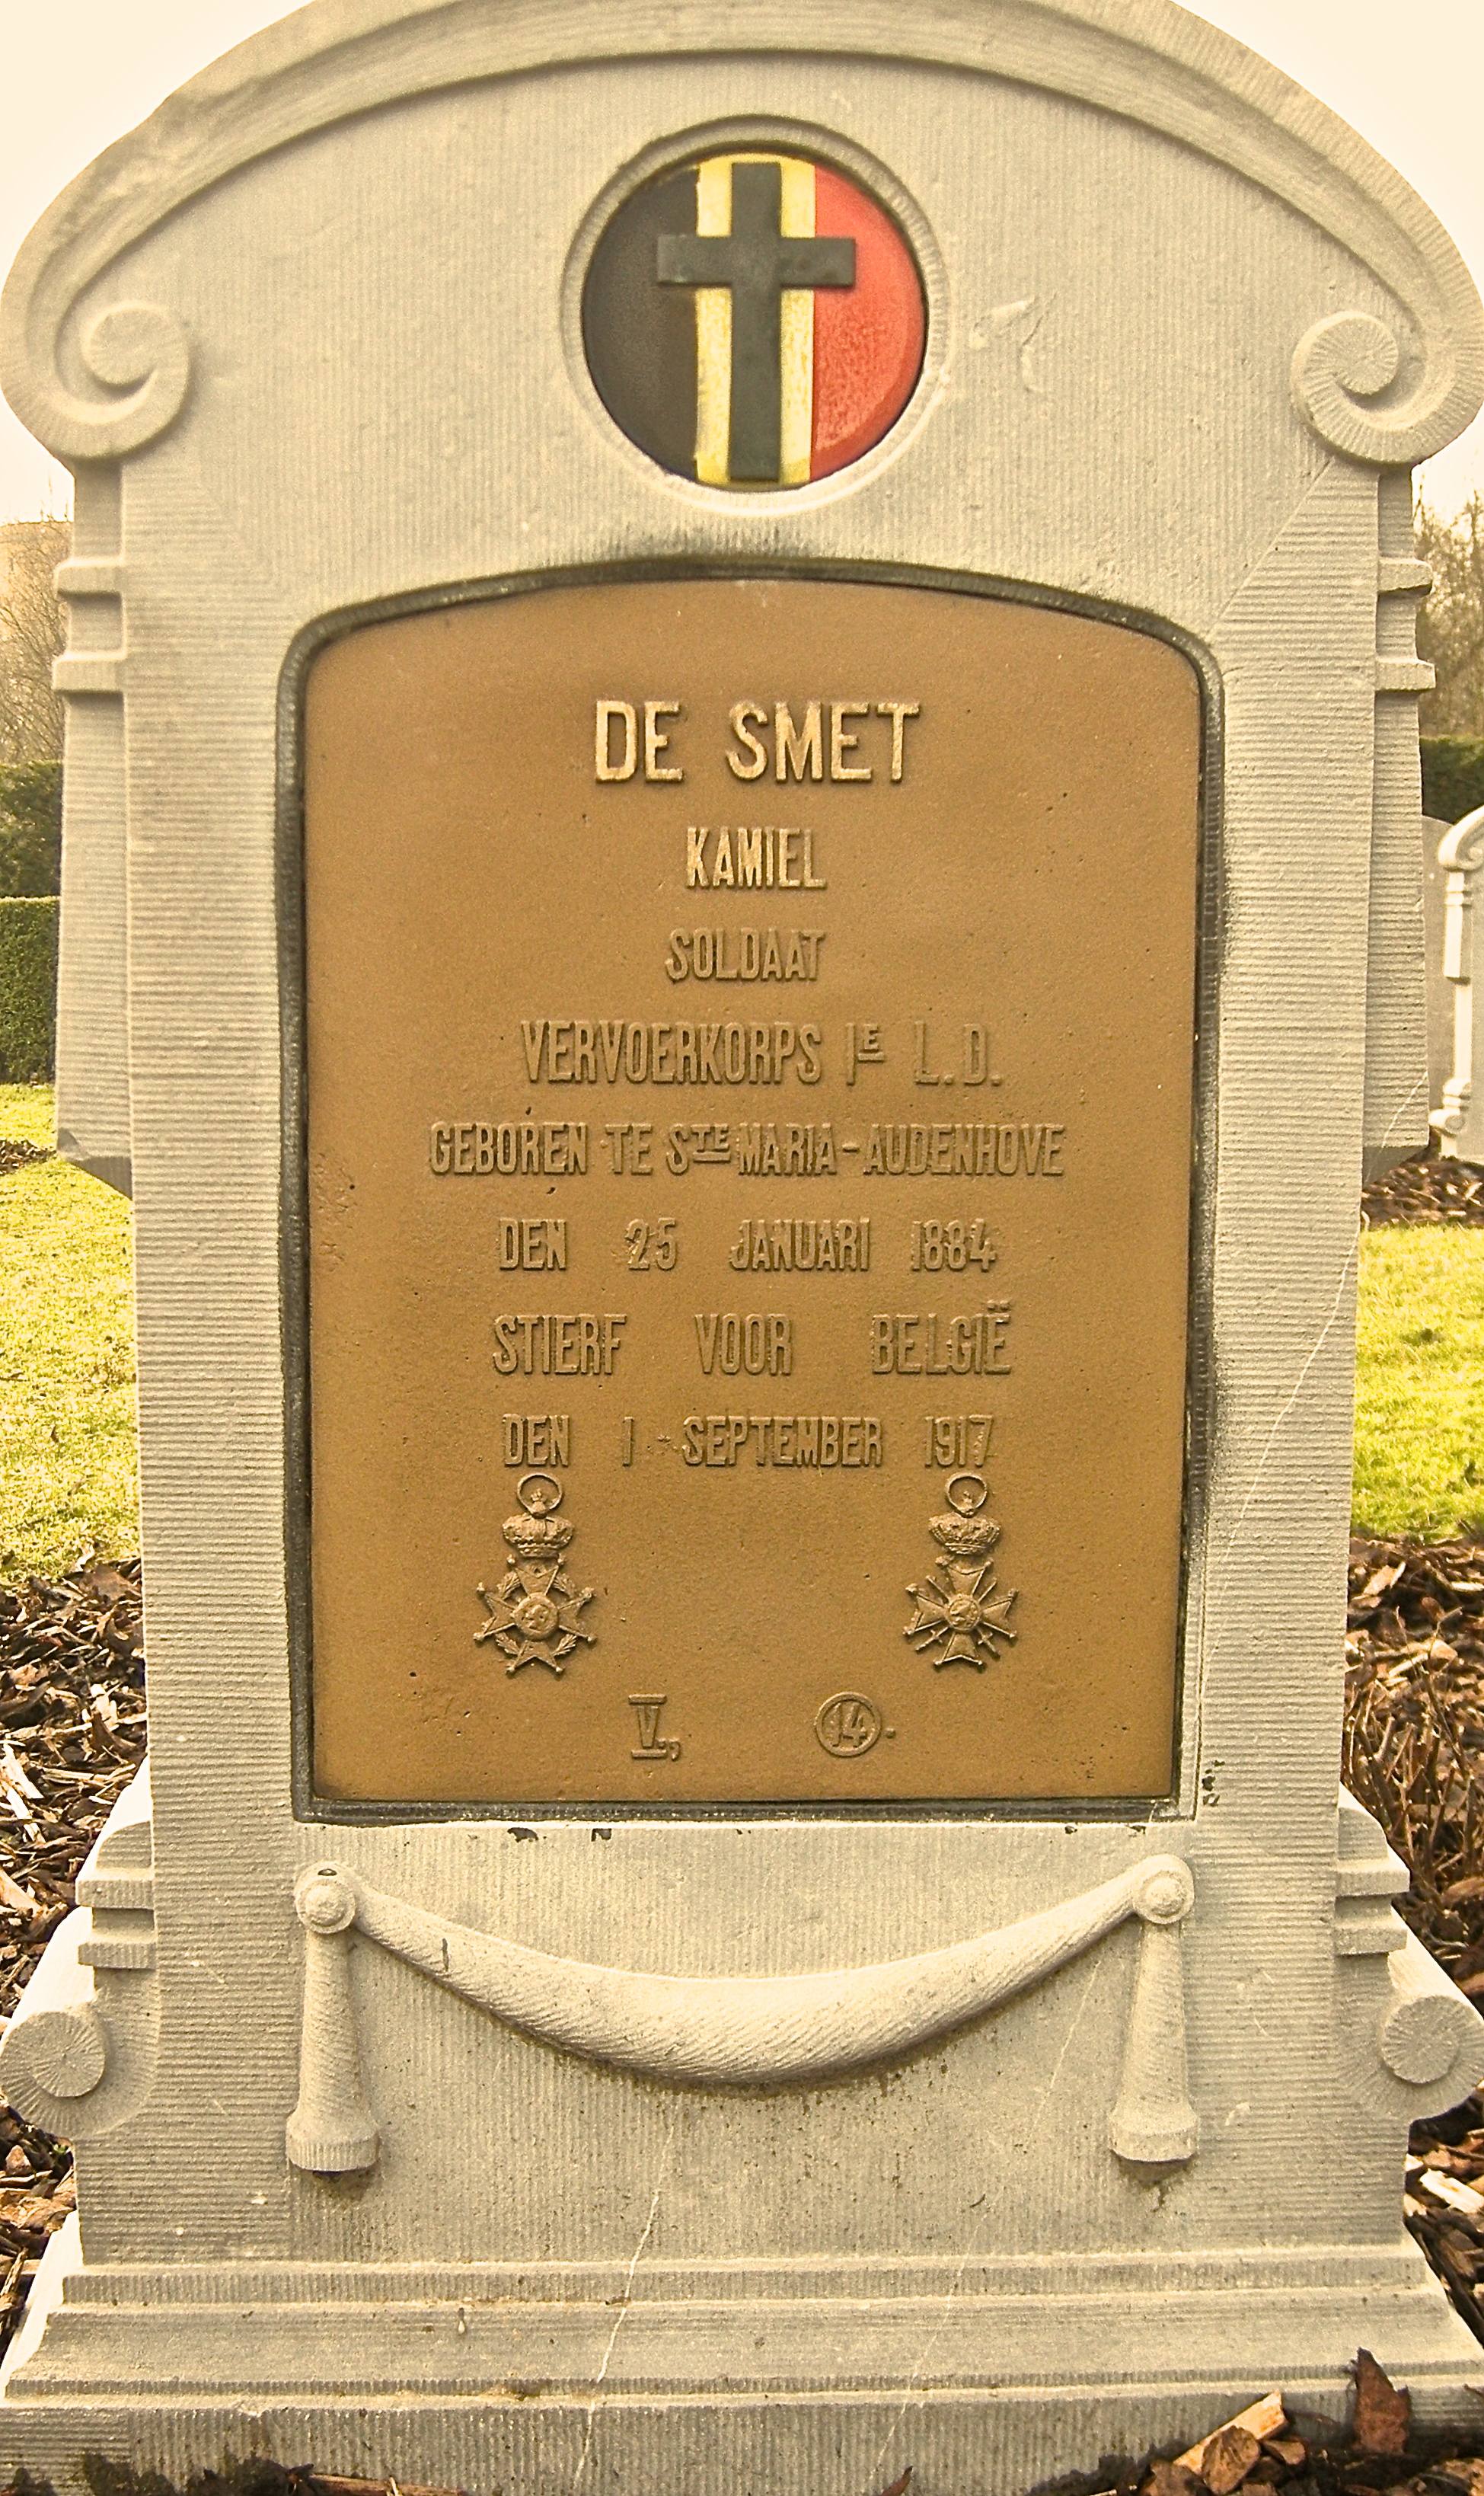 DE SMET
KAMIEL
SOLDAAT
VERVOERKORPS 1E L.D.
GEBOREN TE STE MARIA-AUDENHOVE
DEN 25 JANUARI 1884
STIERF VOOR BELGIË
DEN 1 SEPTEMBER 1917
V., 14.